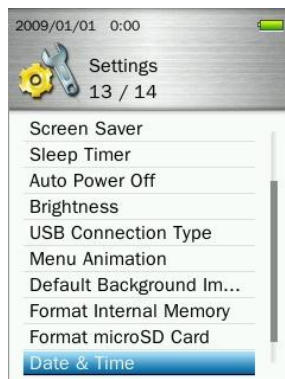 2009/01/01 0:00
Settings
13 / 14
Screen Saver
Sleep Timer
Auto Power Off
Brightness
USB Connection Type
Menu Animation
Default Background Im...
Format Internal Memory
Format microSD Card
Date & Time